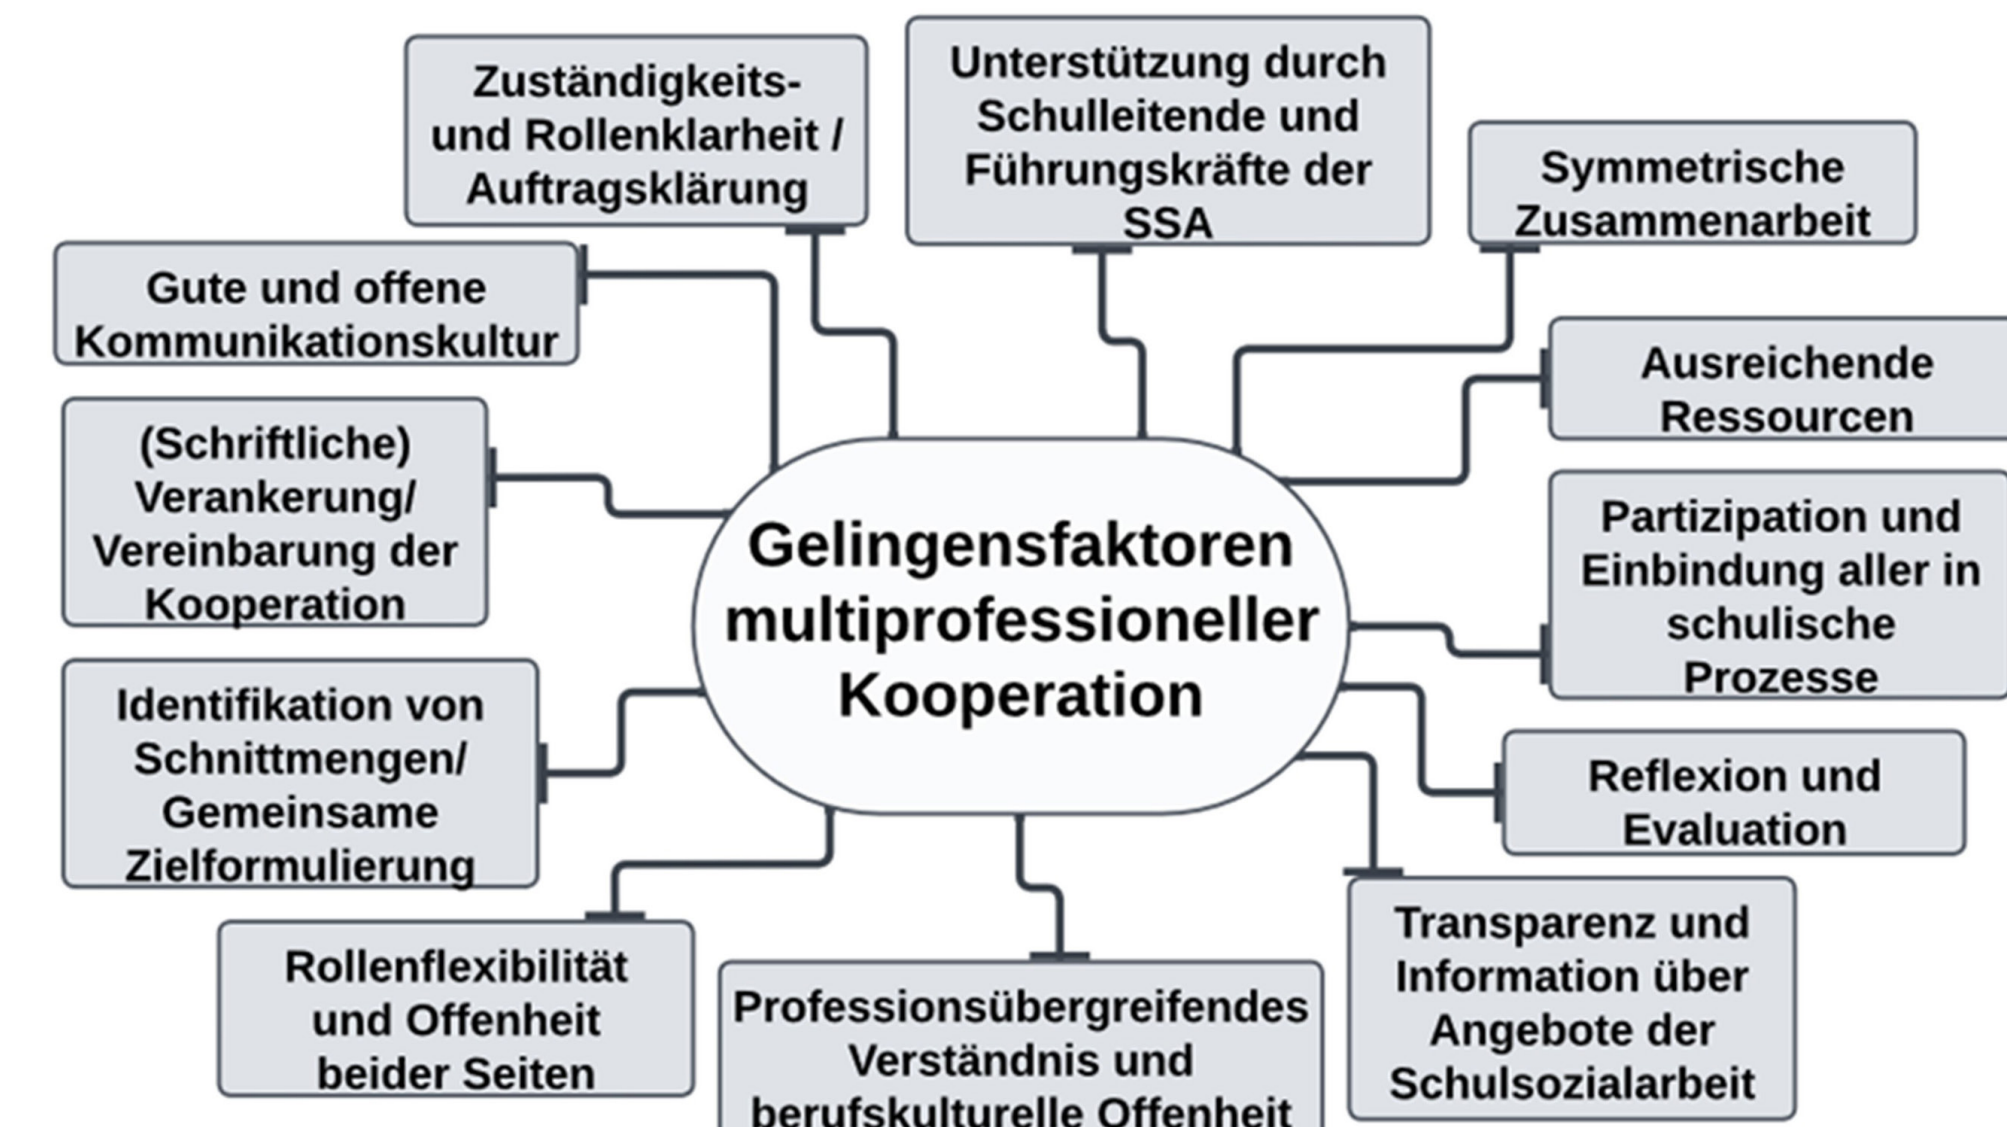 Zuständigkeits-
und Rollenklarheit /
Auftragsklärung
Unterstützung durch
Schulleitende und
Führungskräfte der
SSA
Symmetrische
Zusammenarbeit
Gute und offene
Kommunikationskultur
Ausreichende
Ressourcen
(Schriftliche)
Verankerung/
Vereinbarung der
Kooperation
Gelingensfaktoren
multiprofessioneller
Kooperation
Partizipation und
Einbindung aller in
schulische
Prozesse
Identifikation von
Schnittmengen/
Gemeinsame
Zielformulierung
Reflexion und
Evaluation
Rollenflexibilität
und Offenheit
beider Seiten
Professionsübergreifendes
Verständnis und
berufskulturelle Offenheit
Transparenz und
Information über
Angebote der
Schulsozialarbeit